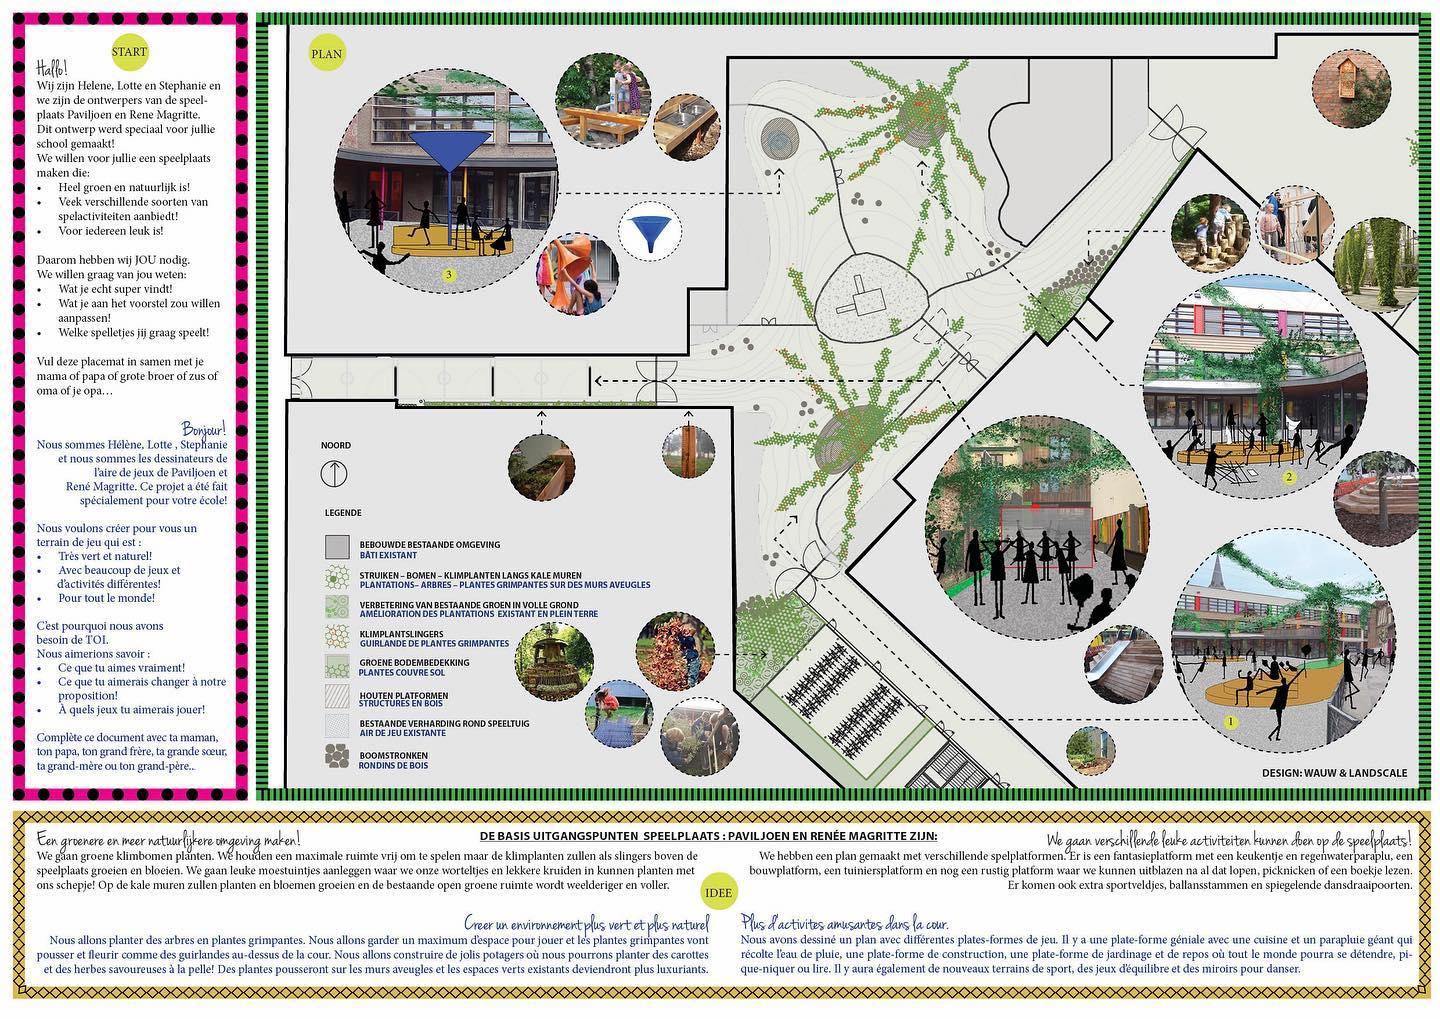 START
Hallo!
Wij zijn Helene, Lotte en Stephanie en
we zijn de ontwerpers van de speel-
plaats Paviljoen en Rene Magritte.
Dit ontwerp werd speciaal voor jullie
school gemaakt!
We willen voor jullie een speelplaats
maken die:
• Heel groen en natuurlijk is!
• Veek verschillende soorten van
spelactiviteiten aanbiedt!
• Voor iedereen leuk is!
Daarom hebben wij JOU nodig.
We willen graag van jou weten:
• Wat je echt super vindt!
• Wat je aan het voorstel zou willen
aanpassen!
• Welke spelletjes jij graag speelt!
Vul deze placemat in samen met je
mama of papa of grote broer of zus of
oma of je opa…
Bonjour!
Nous sommes Hélène, Lotte , Stephanie
et nous sommes les dessinateurs de
l'aire de jeux de Paviljoen et
René Magritte. Ce projet a été fait
spécialement pour votre école!
Nous voulons créer pour vous un
terrain de jeu qui est :
• Très vert et naturel!
• Avec beaucoup de jeux et
d'activités différentes!
• Pour tout le monde!
C'est pourquoi nous avons
besoin de TOI.
Nous aimerions savoir :
• Ce que tu aimes vraiment!
• Ce que tu aimerais changer à notre
proposition!
• À quels jeux tu aimerais jouer!
Complète ce document avec ta maman,
ton papa, ton grand frère, ta grande sœur,
ta grand-mère ou ton grand-père..
PLAN
3
2
1
NOORD
LEGENDE
BEBOUWDE BESTAANDE OMGEVING
BÂTI EXISTANT
STRUIKEN – BOMEN – KLIMPLANTEN LANGS KALE MUREN
PLANTATIONS– ARBRES – PLANTES GRIMPANTES SUR DES MURS AVEUGLES
VERBETERING VAN BESTAANDE GROEN IN VOLLE GROND
AMÉLIORATION DES PLANTATIONS EXISTANT EN PLEIN TERRE
KLIMPLANTSLINGERS
GUIRLANDE DE PLANTES GRIMPANTES
GROENE BODEMBEDEKKING
PLANTES COUVRE SOL
HOUTEN PLATFORMEN
STRUCTURES EN BOIS
BESTAANDE VERHARDING ROND SPEELTUIG
AIR DE JEU EXISTANTE
BOOMSTRONKEN
RONDINS DE BOIS
DESIGN: WAUW & LANDSCALE
DE BASIS UITGANGSPUNTEN SPEELPLAATS : PAVILJOEN EN RENÉE MAGRITTE ZIJN:
Een groenere en meer natuurlijkere omgeving maken!
We gaan groene klimbomen planten. We houden een maximale ruimte vrij om te spelen maar de klimplanten zullen als slingers boven de
speelplaats groeien en bloeien. We gaan leuke moestuintjes aanleggen waar we onze worteltjes en lekkere kruiden in kunnen planten met
ons schepje! Op de kale muren zullen planten en bloemen groeien en de bestaande open groene ruimte wordt weelderiger en voller.
We gaan verschillende leuke activiteiten kunnen doen op de speelplaats!
We hebben een plan gemaakt met verschillende spelplatformen. Er is een fantasieplatform met een keukentje en regenwaterparaplu, een
bouwplatform, een tuiniersplatform en nog een rustig platform waar we kunnen uitblazen na al dat lopen, picknicken of een boekje lezen.
Er komen ook extra sportveldjes, ballansstammen en spiegelende dansdraaipoorten.
IDEE
Creer un environnement plus vert et plus naturel
Nous allons planter des arbres en plantes grimpantes. Nous allons garder un maximum d'espace pour jouer et les plantes grimpantes vont
pousser et fleurir comme des guirlandes au-dessus de la cour. Nous allons construire de jolis potagers où nous pourrons planter des carottes
et des herbes savoureuses à la pelle! Des plantes pousseront sur les murs aveugles et les espaces verts existants deviendront plus luxuriants.
Plus d'activites amusantes dans la cour.
Nous avons dessiné un plan avec différentes plates-formes de jeu. Il y a une plate-forme géniale avec une cuisine et un parapluie géant qui
récolte l'eau de pluie, une plate-forme de construction, une plate-forme de jardinage et de repos où tout le monde pourra se détendre, pi-
que-niquer ou lire. Il y aura également de nouveaux terrains de sport, des jeux d'équilibre et des miroirs pour danser.